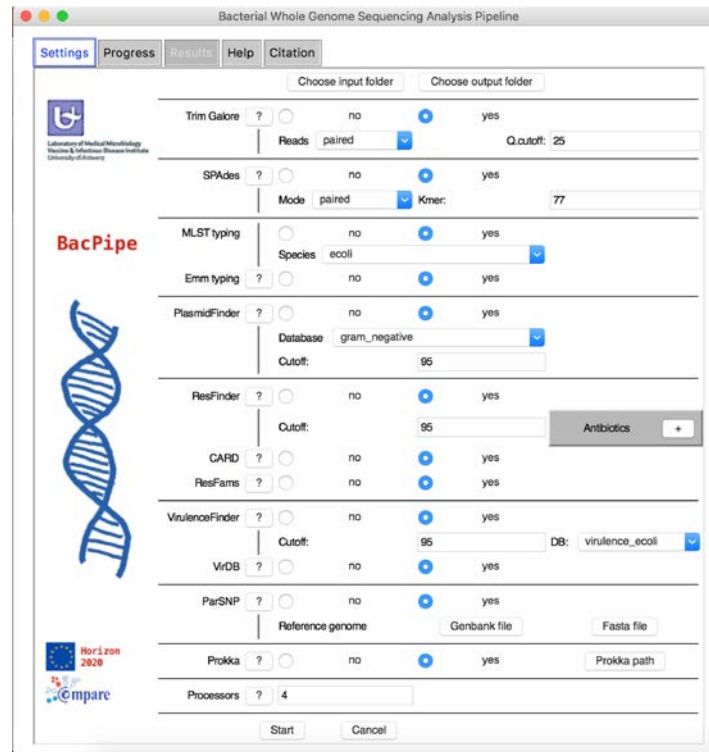 Bacterial Whole Genome Sequencing Analysis Pipeline
Settings Progress Results Help Citation
Choose input folder Choose output folder
Trim Galore ? no yes
Reads paired Q.cutoff: 25
Laboratory of Medical Microbiology
Vaccine & Infectious Disease Institute
University of Antwerp
SPAdes ? no yes
Mode paired Kmer: 77
BacPipe
MLST typing no yes
Species ecoli
Emm typing ? no yes
PlasmidFinder ? no yes
Database gram_negative
Cutoff: 95
ResFinder ? no yes
Cutoff: 95 Antibiotics +
CARD ? no yes
ResFams ? no yes
VirulenceFinder ? no yes
Cutoff: 95 DB: virulence_ecoli
VirDB ? no yes
ParSNP ? no yes
Reference genome Genbank file Fasta file
Horizon
2020
Prokka ? no yes Prokka path
Compare
Processors ? 4
Start Cancel